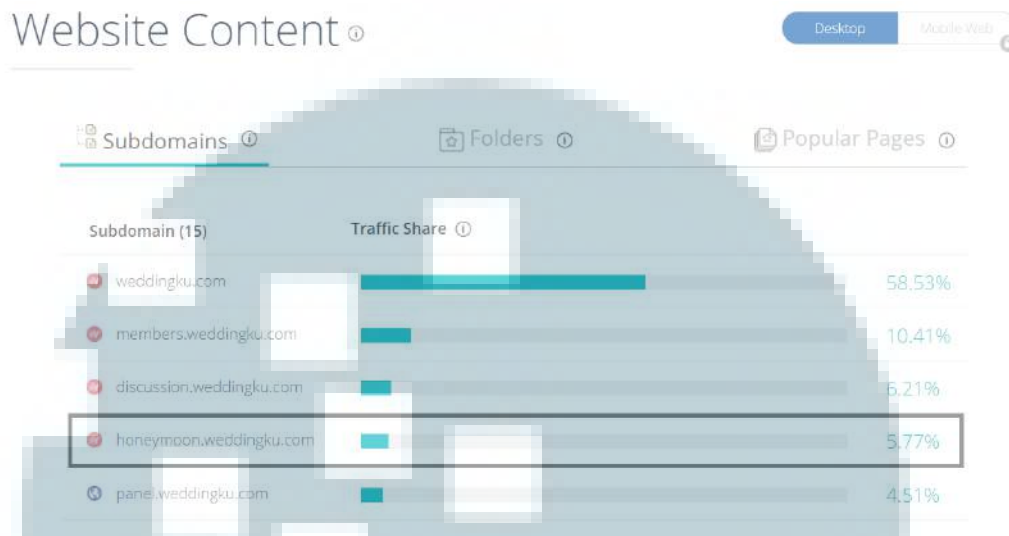 Website Content
Desktop Mobile Web
Subdomains Folders Popular Pages
Subdomain (15) Traffic Share
weddingku.com 58.53%
members.weddingku.com 10.41%
discussion.weddingku.com 6.21%
honeymoon.weddingku.com 5.77%
panel.weddingku.com 4.51%